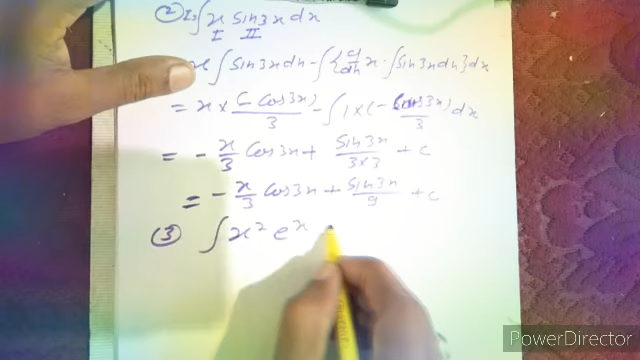 ② I=∫ x sin3x dx
I II
x ∫ sin3x dx - ∫{d/dx x · ∫ sin3x dx} dx
= x × (- cos3x)/3 - ∫ 1 × (- cos3x)/3 dx
= - x/3 cos3x + sin3x/3×3 + c
= - x/3 cos3x + sin3x/9 + c
③ ∫ x² eˣ
PowerDirector